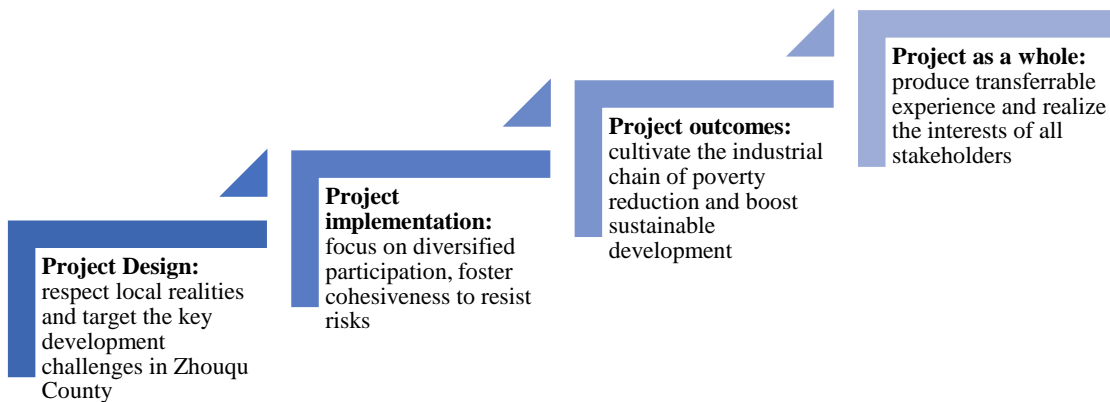 Project Design:
respect local realities
and target the key
development
challenges in Zhouqu
County
Project
implementation:
focus on diversified
participation, foster
cohesiveness to resist
risks
Project outcomes:
cultivate the industrial
chain of poverty
reduction and boost
sustainable
development
Project as a whole:
produce transferrable
experience and realize
the interests of all
stakeholders